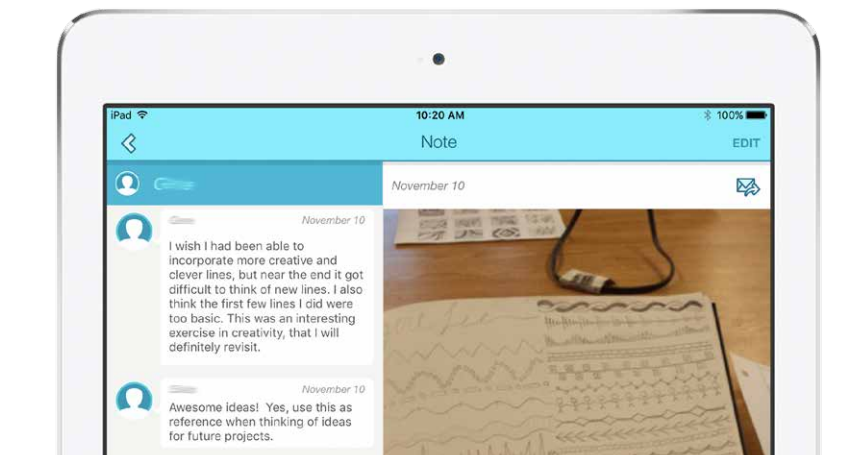 iPad
10:20 AM
100%
Note
EDIT
November 10
November 10
I wish I had been able to
incorporate more creative and
clever lines, but near the end it got
difficult to think of new lines. I also
think the first few lines I did were
too basic. This was an interesting
exercise in creativity, that I will
definitely revisit.
November 10
Awesome ideas!  Yes, use this as
reference when thinking of ideas
for future projects.